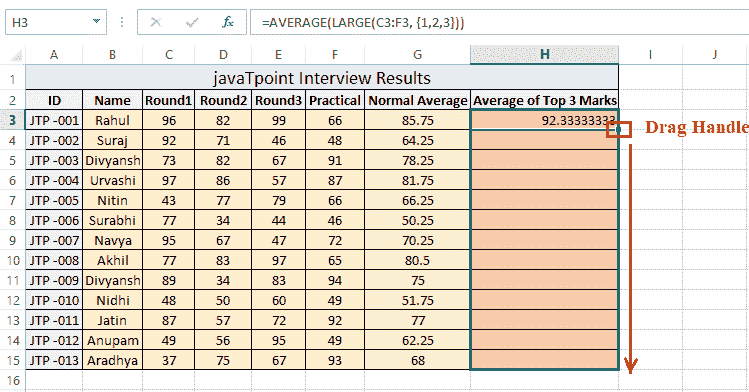 H3 fx =AVERAGE(LARGE(C3:F3, {1,2,3}))
A B C D E F G H I J
1 javaTpoint Interview Results
2 ID Name Round1 Round2 Round3 Practical Normal Average Average of Top 3 Marks
3 JTP -001 Rahul 96 82 99 66 85.75 92.33333333 Drag Handle
4 JTP -002 Suraj 92 71 46 48 64.25
5 JTP -003 Divyansh 73 82 67 91 78.25
6 JTP -004 Urvashi 97 86 57 87 81.75
7 JTP -005 Nitin 43 77 79 66 66.25
8 JTP -006 Surabhi 77 34 44 46 50.25
9 JTP -007 Navya 95 67 47 72 70.25
10 JTP -008 Akhil 77 83 97 65 80.5
11 JTP -009 Divyansh 89 34 83 94 75
12 JTP -010 Nidhi 48 50 60 49 51.75
13 JTP -011 Jatin 87 57 72 92 77
14 JTP -012 Anupam 49 56 95 49 62.25
15 JTP -013 Aradhya 37 75 67 93 68
16